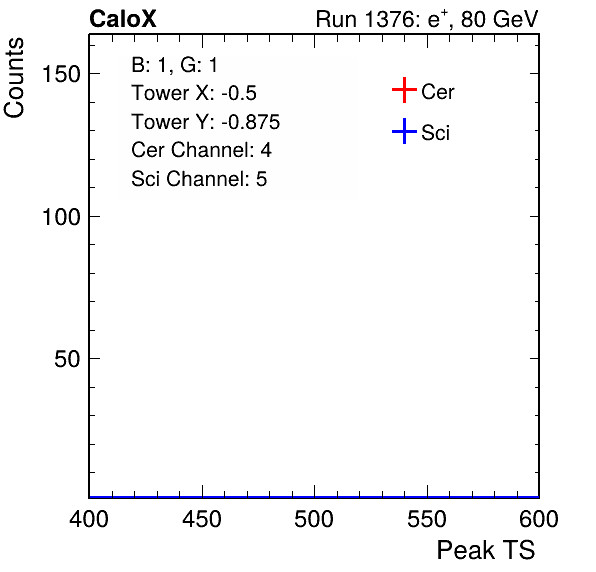 CaloX Run 1376: e⁺, 80 GeV
Counts
B: 1, G: 1
Tower X: -0.5
Tower Y: -0.875
Cer Channel: 4
Sci Channel: 5
Cer
Sci
150
100
50
400 450 500 550 600
Peak TS